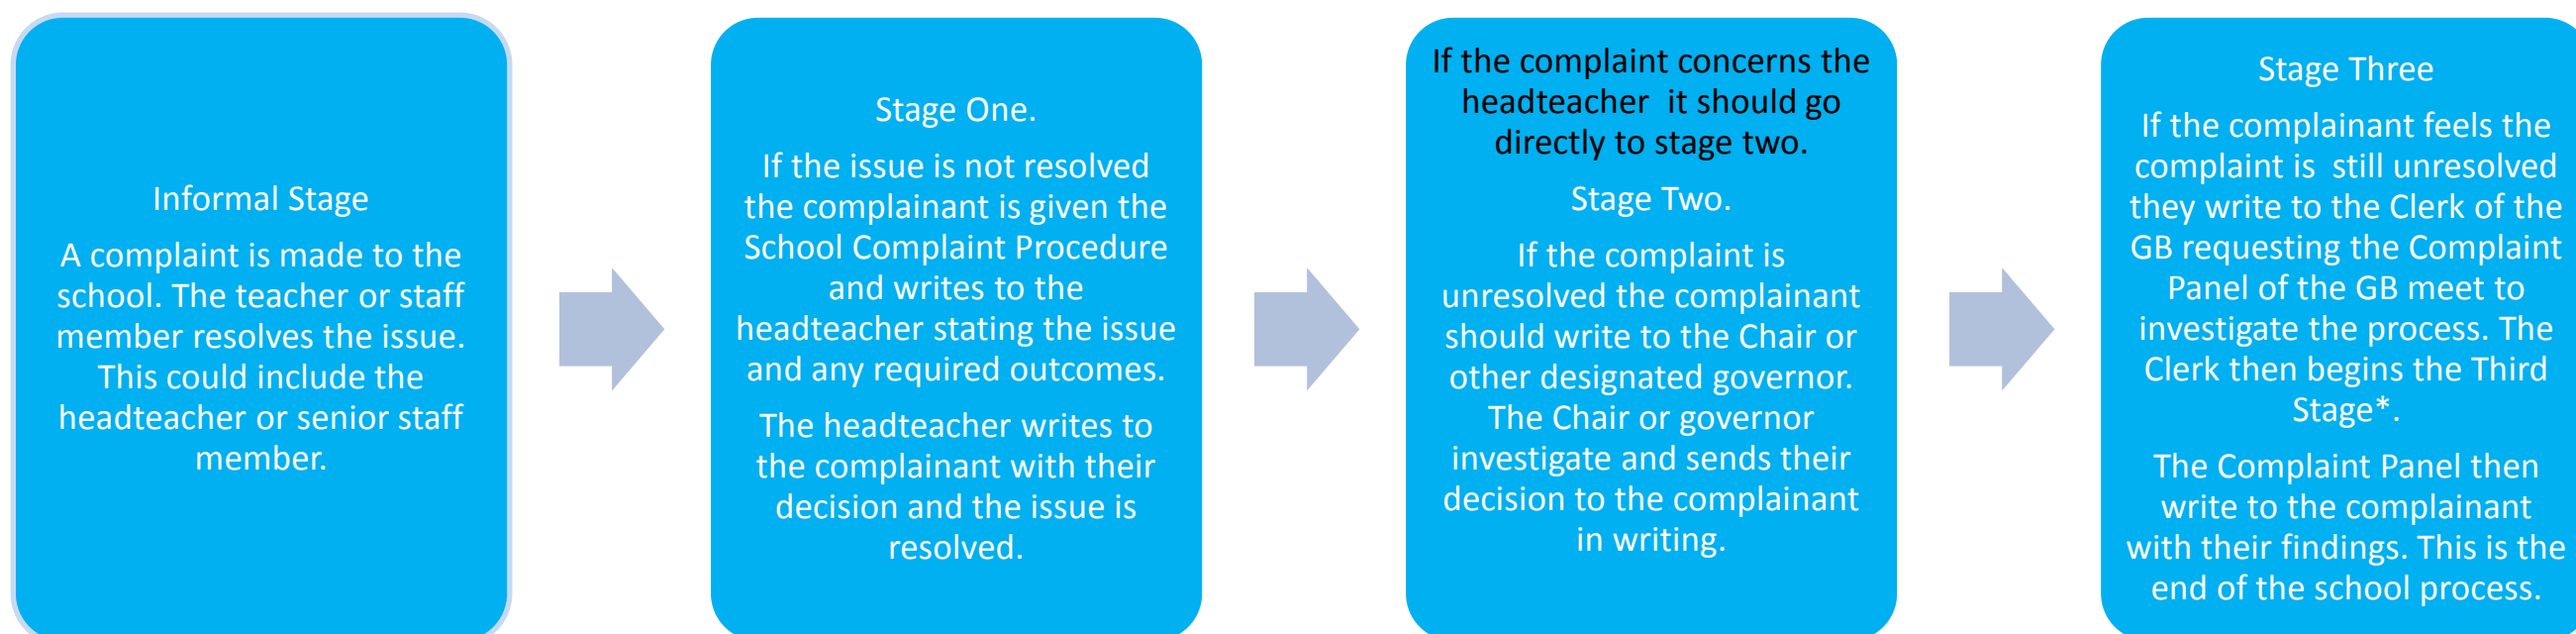 Informal Stage
A complaint is made to the
school. The teacher or staff
member resolves the issue.
This could include the
headteacher or senior staff
member.
Stage One.
If the issue is not resolved
the complainant is given the
School Complaint Procedure
and writes to the
headteacher stating the issue
and any required outcomes.
The headteacher writes to
the complainant with their
decision and the issue is
resolved.
If the complaint concerns the
headteacher it should go
directly to stage two.
Stage Two.
If the complaint is
unresolved the complainant
should write to the Chair or
other designated governor.
The Chair or governor
investigate and sends their
decision to the complainant
in writing.
Stage Three
If the complainant feels the
complaint is still unresolved
they write to the Clerk of the
GB requesting the Complaint
Panel of the GB meet to
investigate the process. The
Clerk then begins the Third
Stage*.
The Complaint Panel then
write to the complainant
with their findings. This is the
end of the school process.